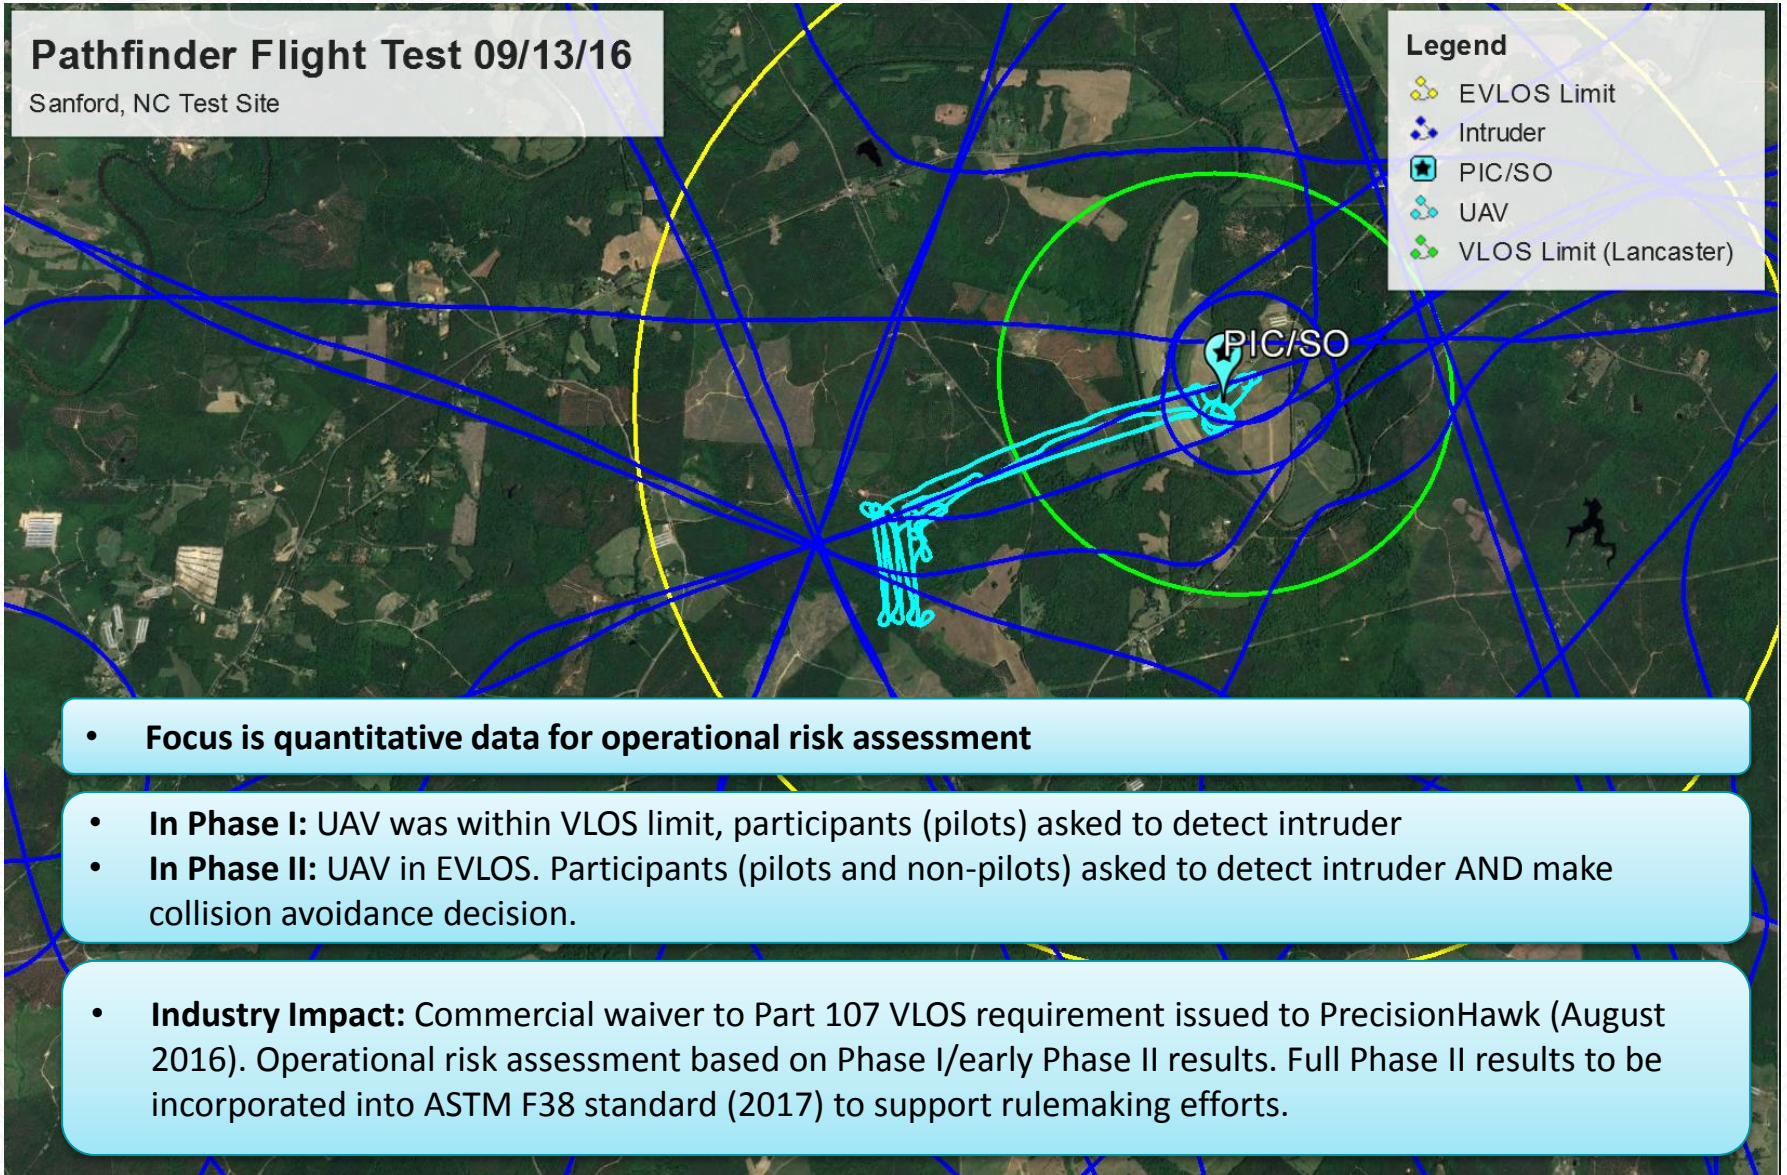 Pathfinder Flight Test 09/13/16
Sanford, NC Test Site
Legend
EVLOS Limit
Intruder
PIC/SO
UAV
VLOS Limit (Lancaster)
PIC/SO
• Focus is quantitative data for operational risk assessment
• In Phase I: UAV was within VLOS limit, participants (pilots) asked to detect intruder
• In Phase II: UAV in EVLOS. Participants (pilots and non-pilots) asked to detect intruder AND make
collision avoidance decision.
• Industry Impact: Commercial waiver to Part 107 VLOS requirement issued to PrecisionHawk (August
2016). Operational risk assessment based on Phase I/early Phase II results. Full Phase II results to be
incorporated into ASTM F38 standard (2017) to support rulemaking efforts.